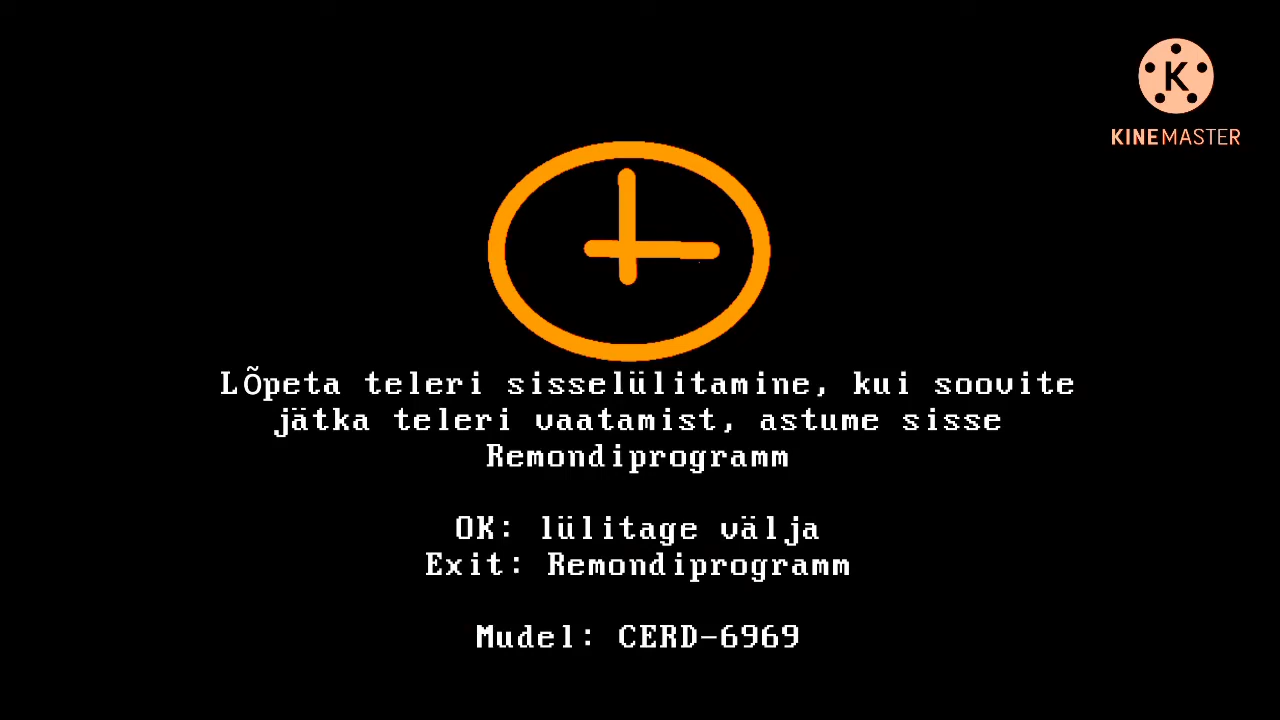 K
KINEMASTER
LÕpeta teleri sisselülitamine, kui soovite
jätka teleri vaatamist, astume sisse
Remondiprogramm
OK: lülitage välja
Exit: Remondiprogramm
Mudel: CERD-6969